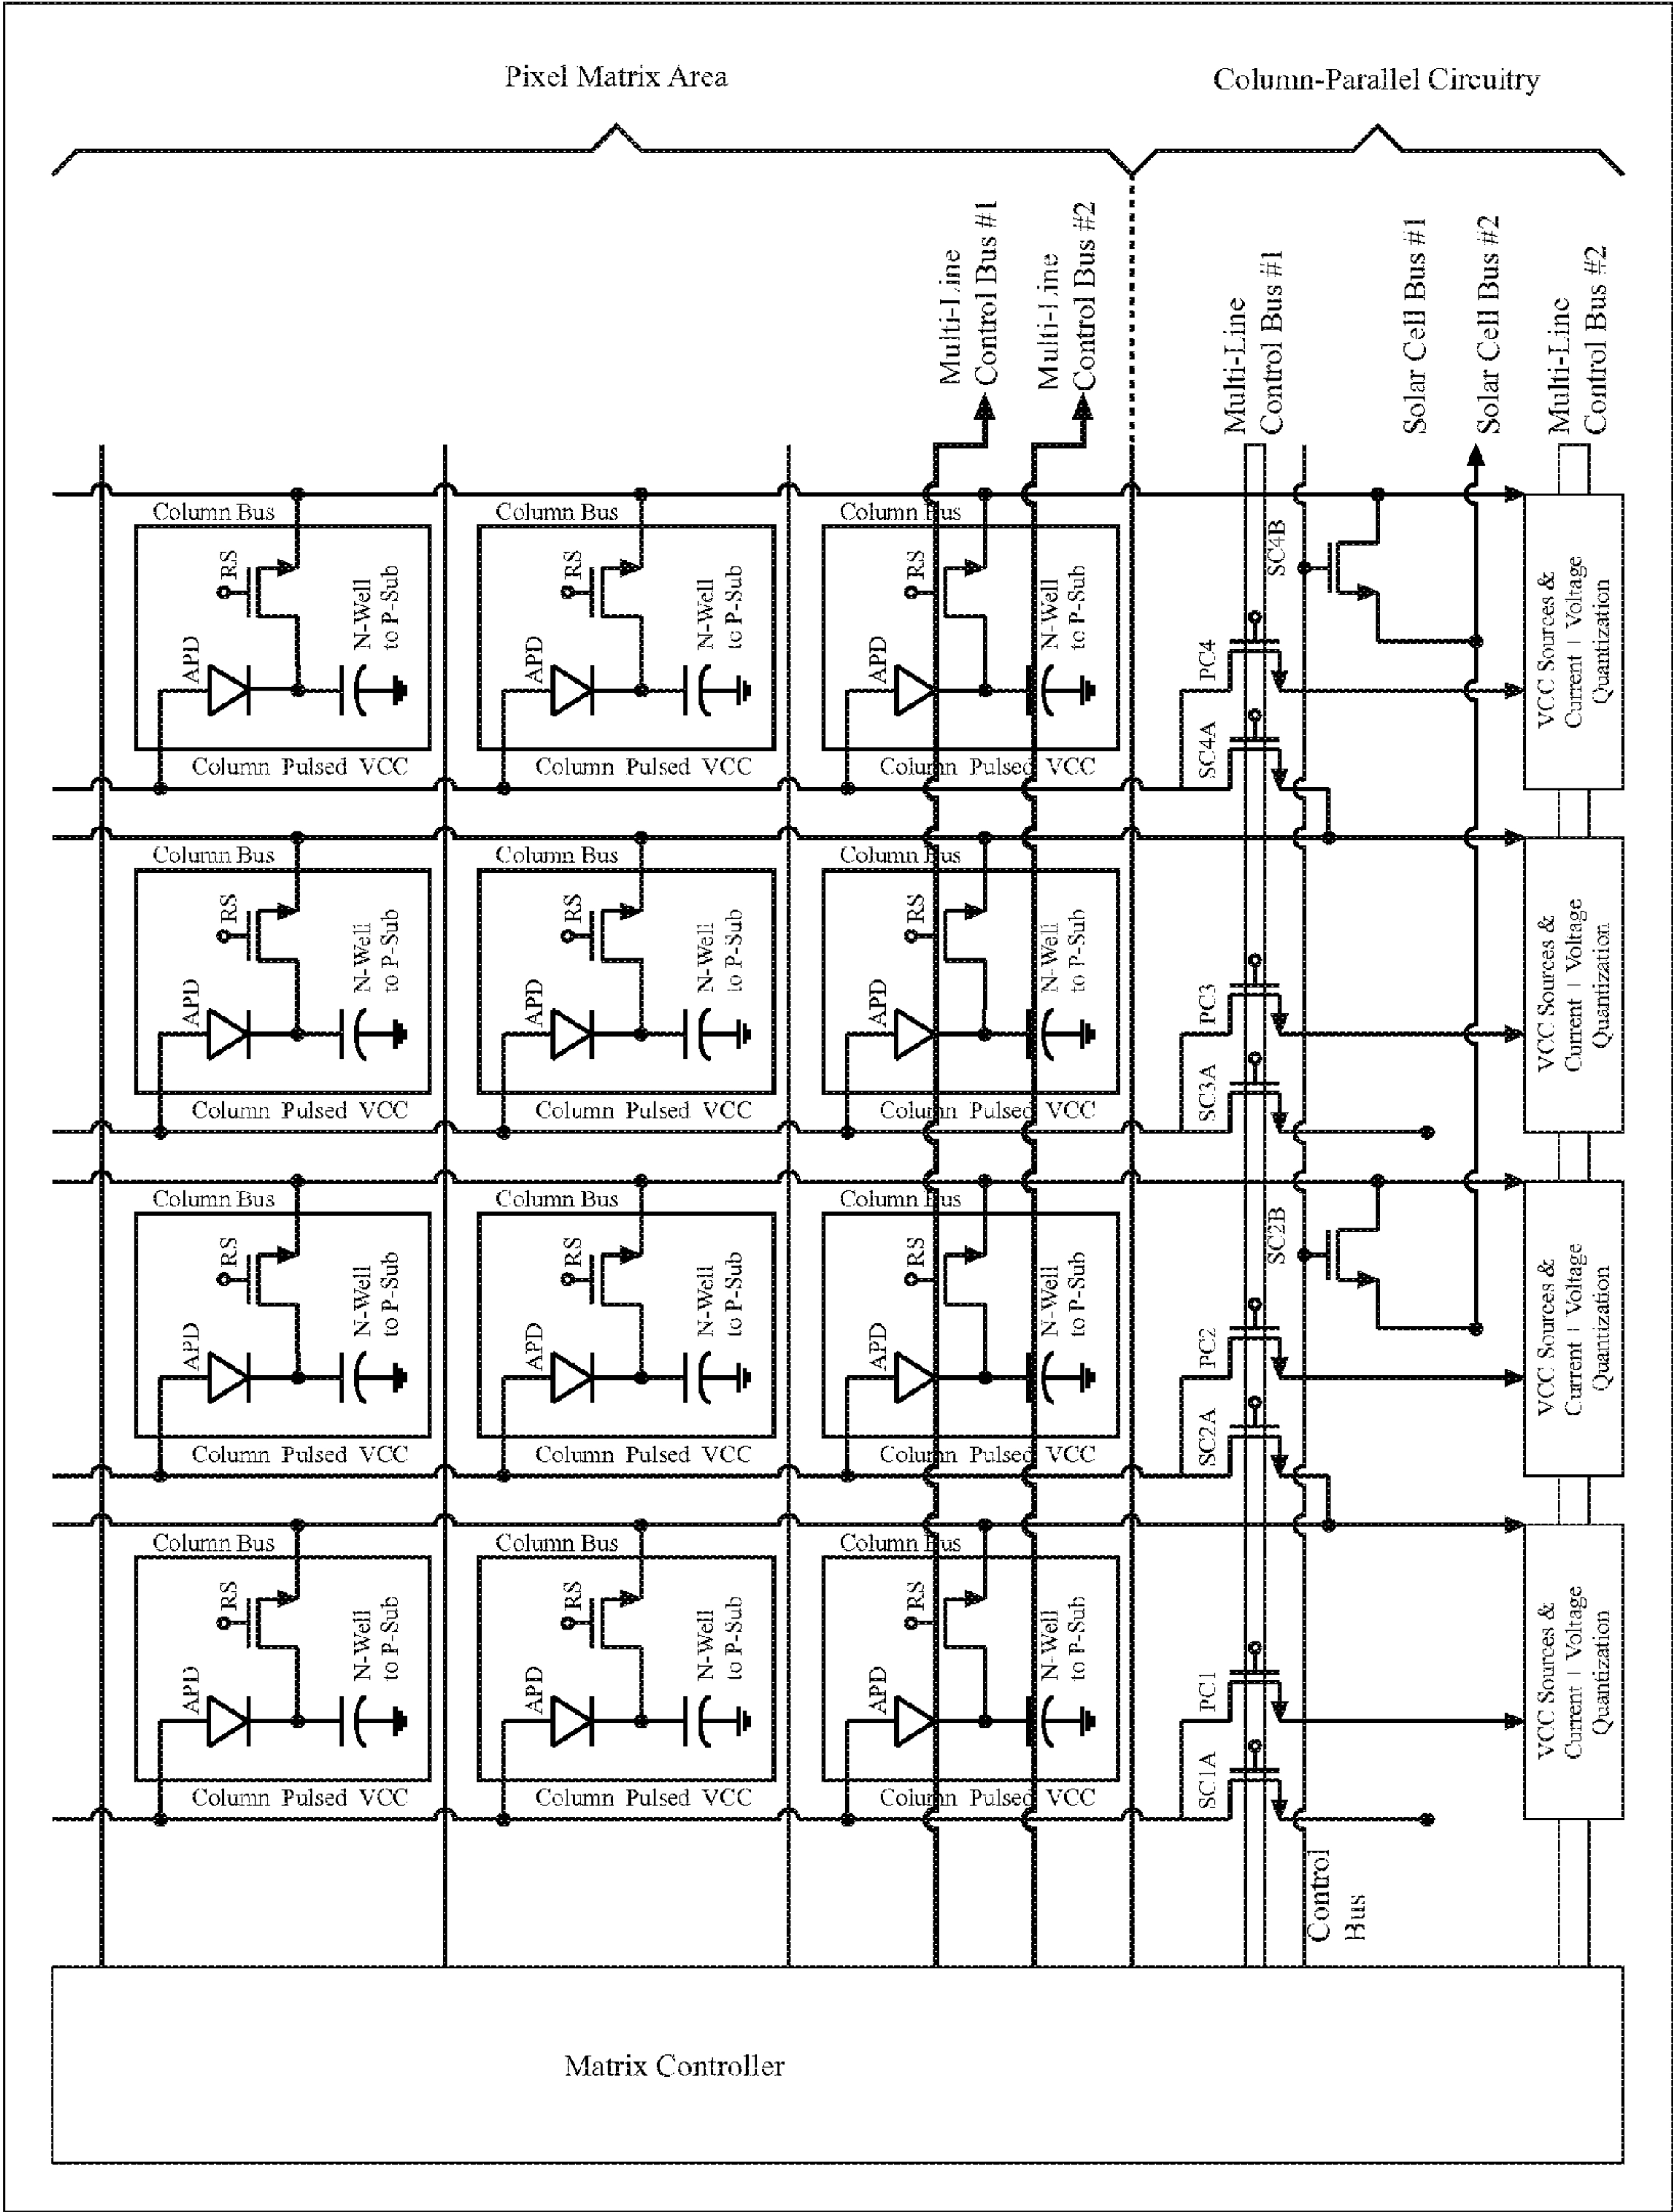 Pixel Matrix Area
Column-Parallel Circuitry
Multi-Line
Control Bus #1
Multi-Line
Control Bus #2
Multi-Line
Control Bus #1
Solar Cell Bus #1
Solar Cell Bus #2
Multi-Line
Control Bus #2
Column Bus
RS
APD
N-Well
to P-Sub
Column Pulsed VCC
Column Bus
RS
APD
N-Well
to P-Sub
Column Pulsed VCC
Column Bus
RS
APD
N-Well
to P-Sub
Column Pulsed VCC
SC4B
PC4
SC4A
VCC Sources &
Current | Voltage
Quantization
Column Bus
RS
APD
N-Well
to P-Sub
Column Pulsed VCC
Column Bus
RS
APD
N-Well
to P-Sub
Column Pulsed VCC
Column Bus
RS
APD
N-Well
to P-Sub
Column Pulsed VCC
PC3
SC3A
VCC Sources &
Current | Voltage
Quantization
Column Bus
RS
APD
N-Well
to P-Sub
Column Pulsed VCC
Column Bus
RS
APD
N-Well
to P-Sub
Column Pulsed VCC
Column Bus
RS
APD
N-Well
to P-Sub
Column Pulsed VCC
SC2B
PC2
SC2A
VCC Sources &
Current | Voltage
Quantization
Column Bus
RS
APD
N-Well
to P-Sub
Column Pulsed VCC
Column Bus
RS
APD
N-Well
to P-Sub
Column Pulsed VCC
Column Bus
RS
APD
N-Well
to P-Sub
Column Pulsed VCC
PC1
SC1A
VCC Sources &
Current | Voltage
Quantization
Control
Bus
Matrix Controller